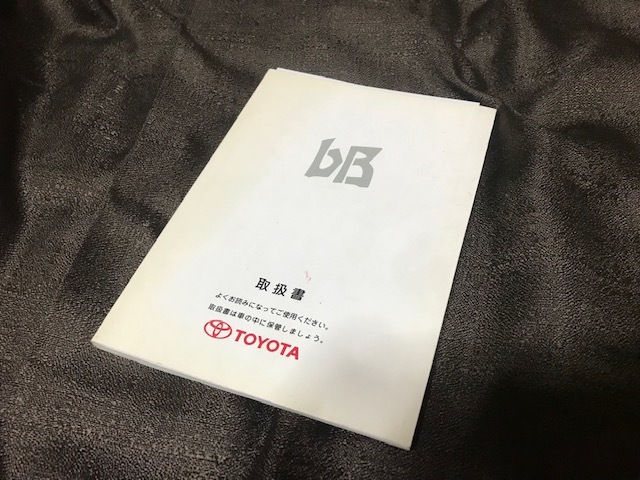 bB
取扱書
よくお読みになってご使用ください。
取扱書は車の中に保管しましょう。
TOYOTA